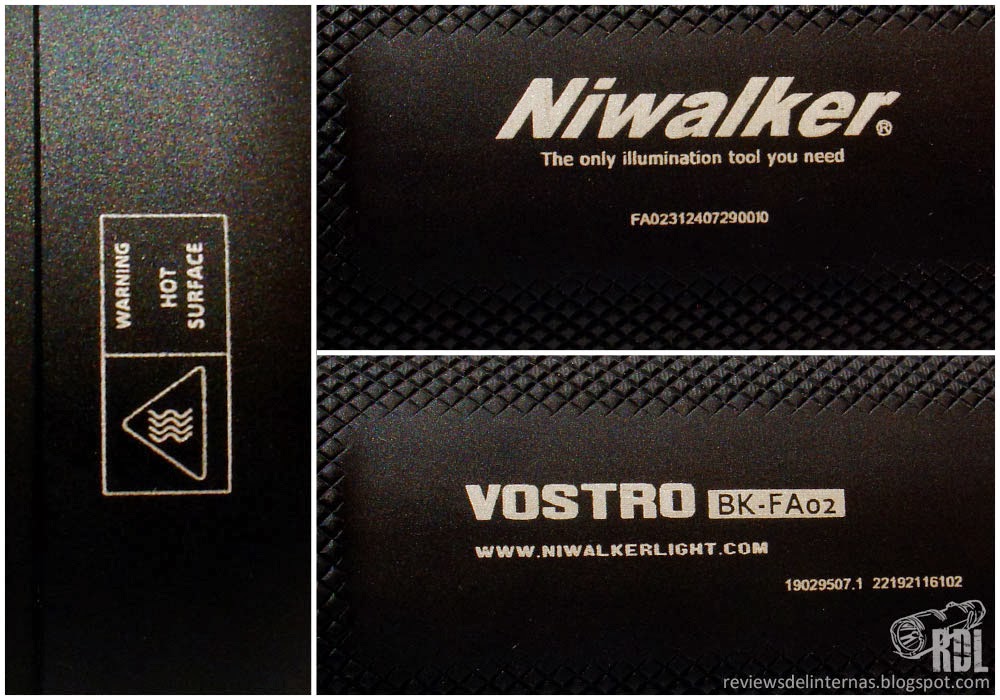 WARNING
HOT
SURFACE
Niwalker®
The only illumination tool you need
FA02312407290010
VOSTRO BK-FA02
WWW.NIWALKERLIGHT.COM
19029507.1 22192116102
RDL
reviewsdelinternas.blogspot.com